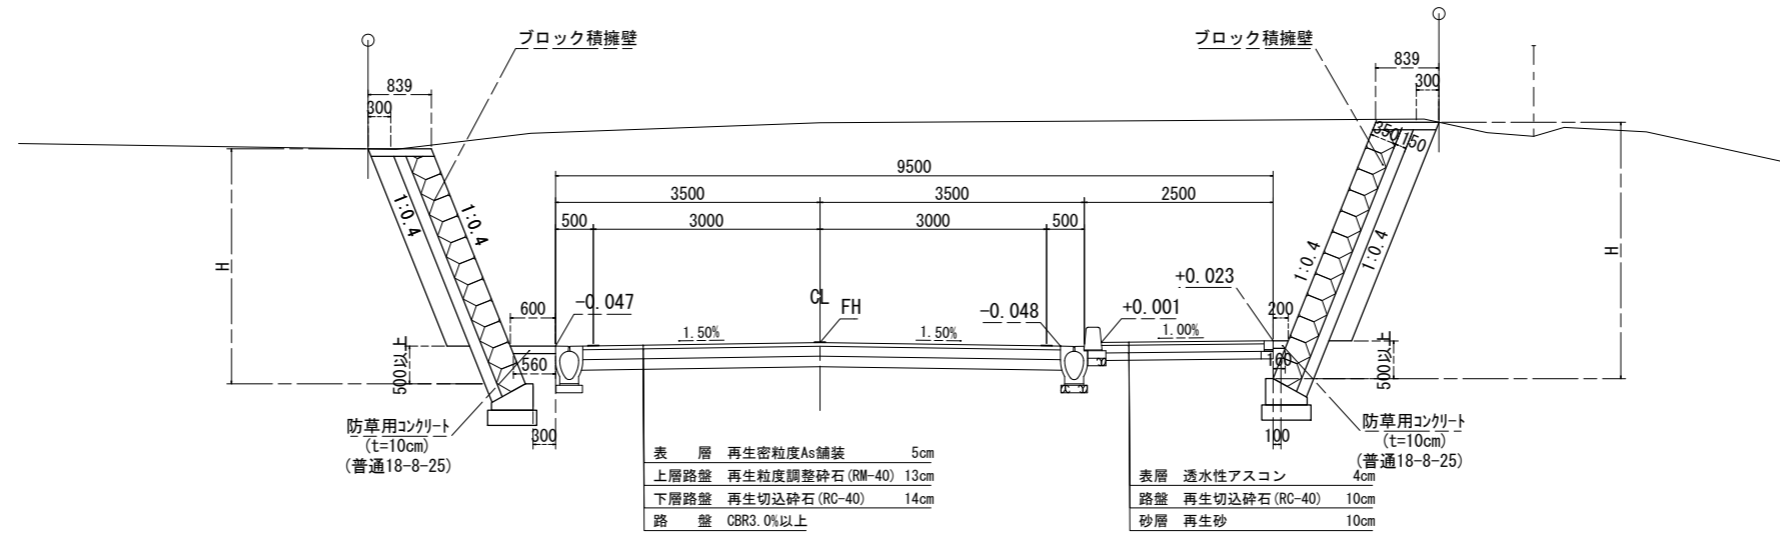 ブロック積擁壁
ブロック積擁壁
839
300
839
300
350
150
9500
3500
3500
2500
500
3000
3000
500
1:0.4
1:0.4
1:0.4
1:0.4
H
H
600
-0.047
CL
FH
-0.048
+0.001
+0.023
200
1.50%
1.50%
1.00%
500以上
560
160
500以上
300
100
防草用コンクリート
(t=10cm)
(普通18-8-25)
防草用コンクリート
(t=10cm)
(普通18-8-25)
表　層 再生密粒度As舗装 5cm
上層路盤 再生粒度調整砕石(RM-40) 13cm
下層路盤 再生切込砕石(RC-40) 14cm
路　盤 CBR3.0%以上
表層 透水性アスコン 4cm
路盤 再生切込砕石(RC-40) 10cm
砂層 再生砂 10cm